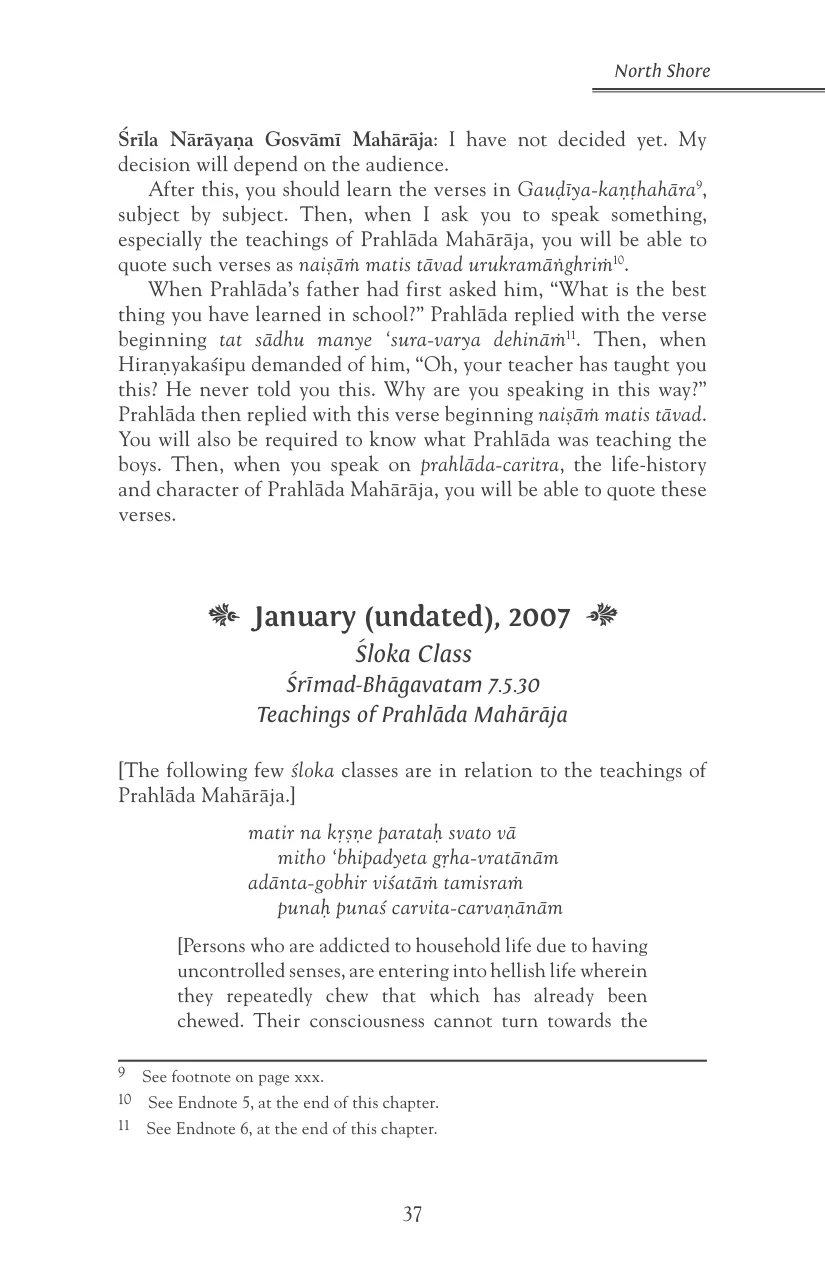 North Shore
Śrīla Nārāyaṇa Gosvāmī Mahārāja: I have not decided yet. My
decision will depend on the audience.
After this, you should learn the verses in Gauḍīya-kaṇṭhahāra9,
subject by subject. Then, when I ask you to speak something,
especially the teachings of Prahlāda Mahārāja, you will be able to
quote such verses as naiṣāṁ matis tāvad urukramāṅghriṁ10.
When Prahlāda’s father had first asked him, “What is the best
thing you have learned in school?” Prahlāda replied with the verse
beginning tat sādhu manye ‘sura-varya dehināṁ11. Then, when
Hiraṇyakaśipu demanded of him, “Oh, your teacher has taught you
this? He never told you this. Why are you speaking in this way?”
Prahlāda then replied with this verse beginning naiṣāṁ matis tāvad.
You will also be required to know what Prahlāda was teaching the
boys. Then, when you speak on prahlāda-caritra, the life-history
and character of Prahlāda Mahārāja, you will be able to quote these
verses.
January (undated), 2007
Śloka Class
Śrīmad-Bhāgavatam 7.5.30
Teachings of Prahlāda Mahārāja
[The following few śloka classes are in relation to the teachings of
Prahlāda Mahārāja.]
matir na kṛṣṇe parataḥ svato vā
mitho ‘bhipadyeta gṛha-vratānām
adānta-gobhir viśatāṁ tamisraṁ
punaḥ punaś carvita-carvaṇānām
[Persons who are addicted to household life due to having
uncontrolled senses, are entering into hellish life wherein
they repeatedly chew that which has already been
chewed. Their consciousness cannot turn towards the
9 See footnote on page xxx.
10 See Endnote 5, at the end of this chapter.
11 See Endnote 6, at the end of this chapter.
37